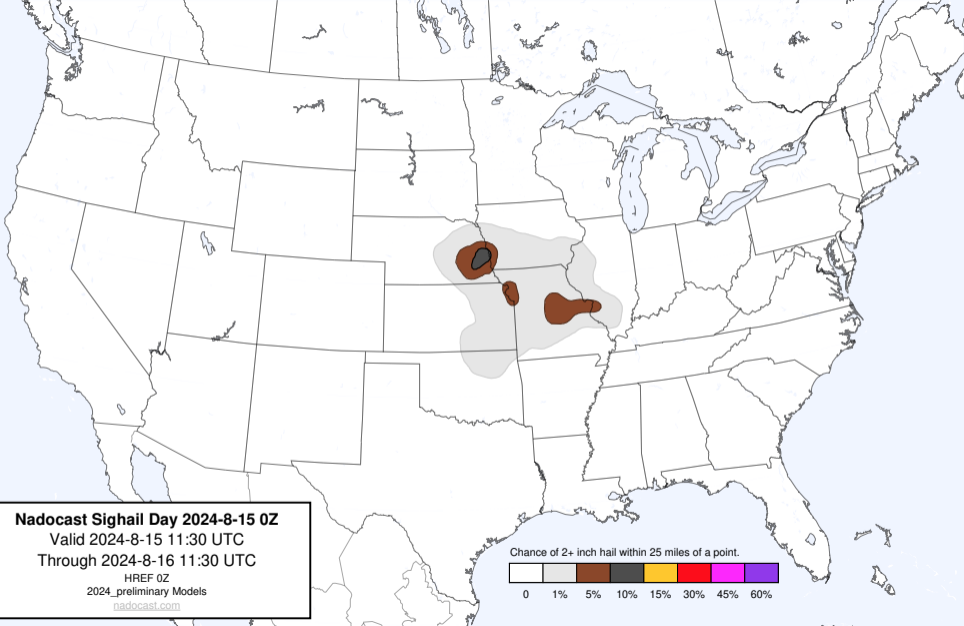 Nadocast Sighail Day 2024-8-15 0Z
Valid 2024-8-15 11:30 UTC
Through 2024-8-16 11:30 UTC
HREF 0Z
2024_preliminary Models
nadocast.com
Chance of 2+ inch hail within 25 miles of a point.
0 1% 5% 10% 15% 30% 45% 60%